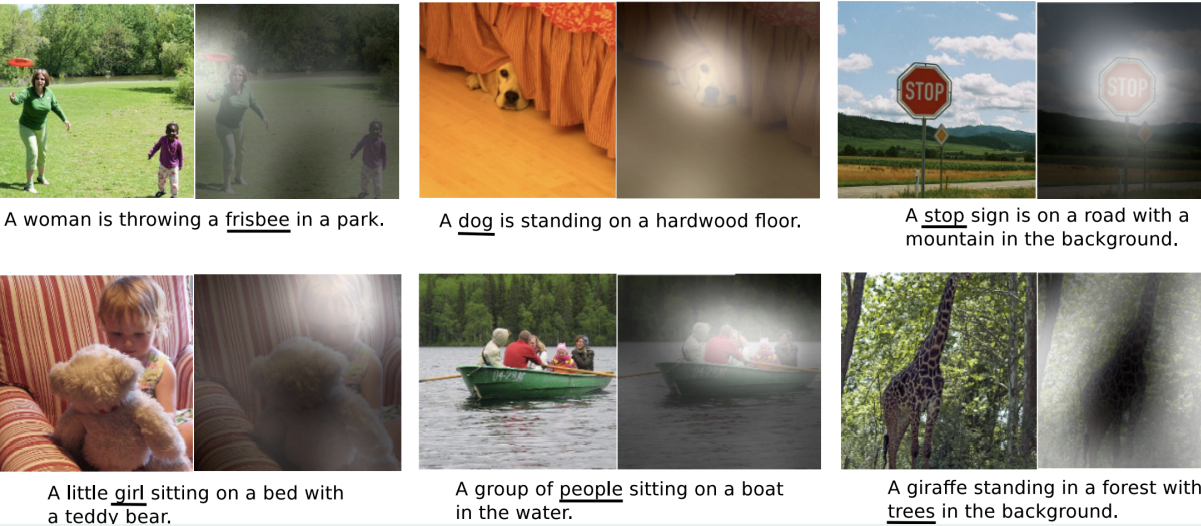 STOP
STOP
A woman is throwing a frisbee in a park.
A dog is standing on a hardwood floor.
A stop sign is on a road with a
mountain in the background.
A little girl sitting on a bed with
a teddy bear.
A group of people sitting on a boat
in the water.
A giraffe standing in a forest with
trees in the background.